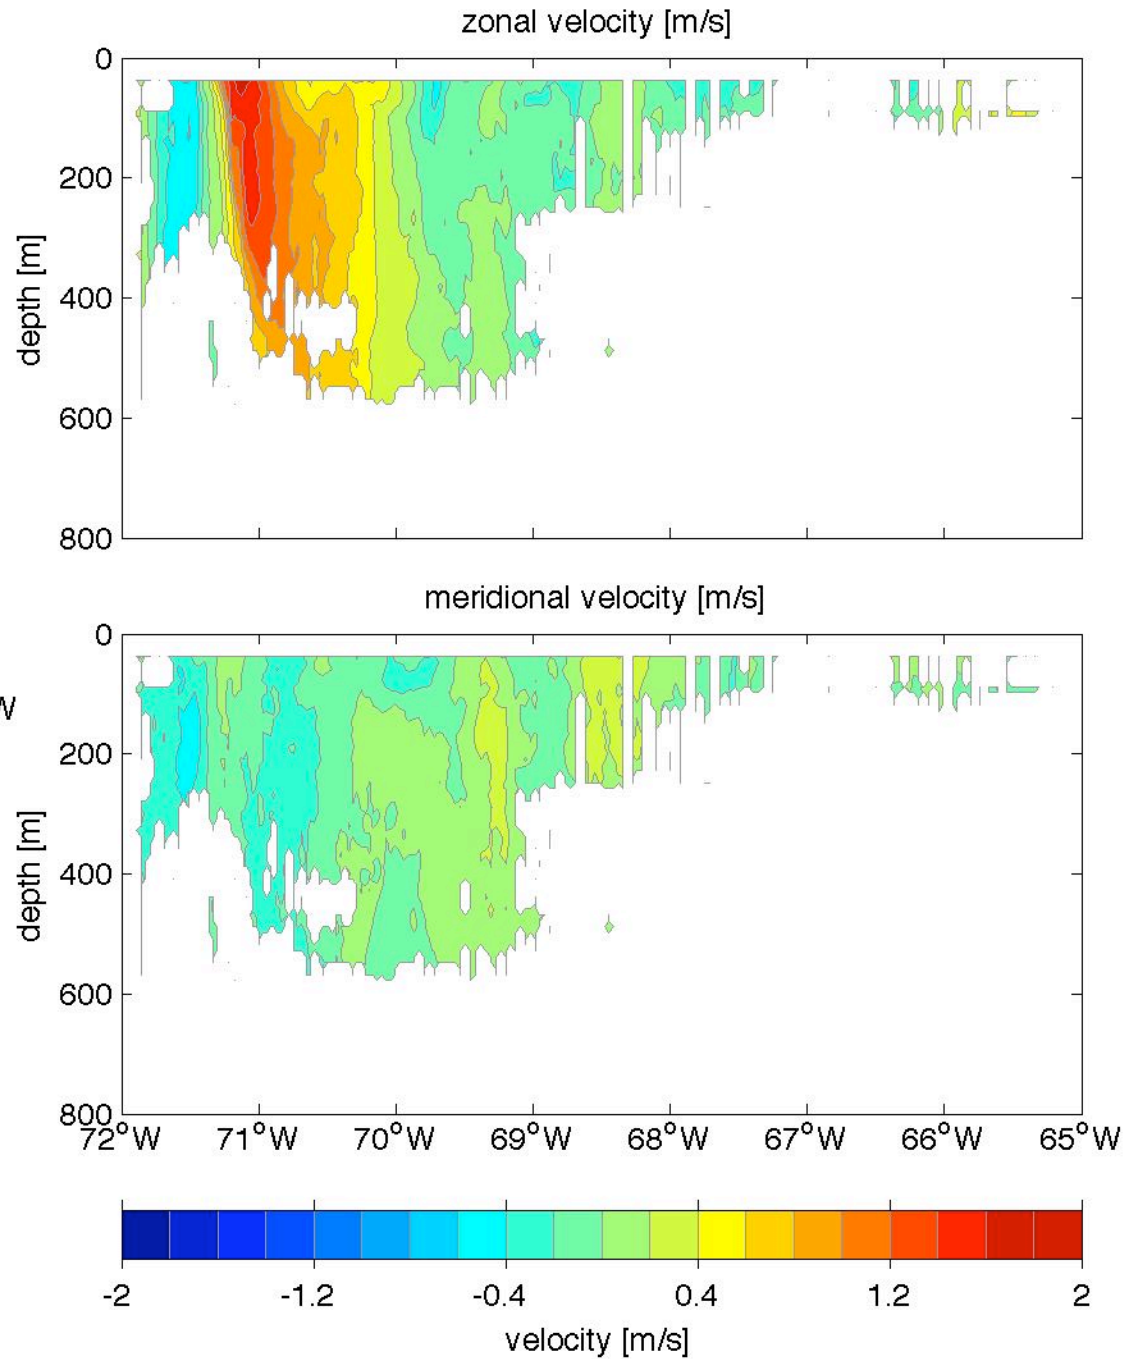 zonal velocity [m/s]
0
200
400
600
800
depth [m]
meridional velocity [m/s]
0
200
400
600
800
depth [m]
W
72°W 71°W 70°W 69°W 68°W 67°W 66°W 65°W
-2 -1.2 -0.4 0.4 1.2 2
velocity [m/s]